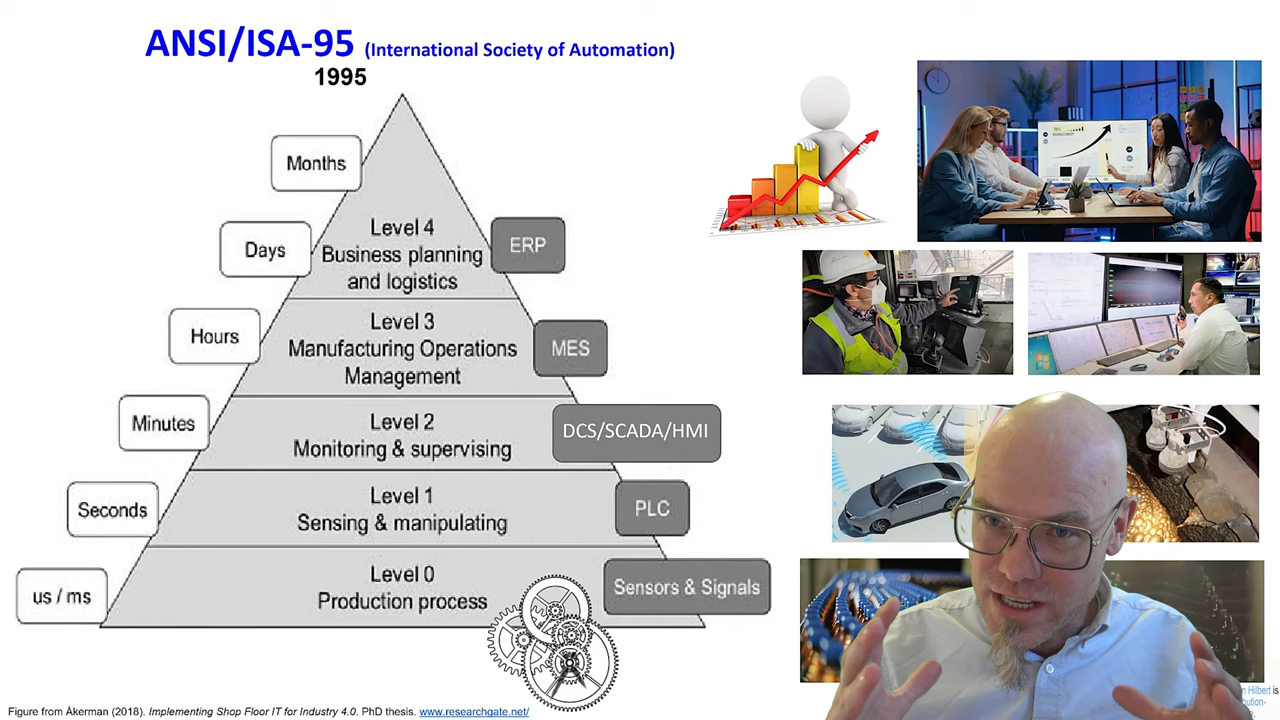 ANSI/ISA-95 (International Society of Automation)
1995
Months
Days
Hours
Minutes
Seconds
us / ms
Level 4
Business planning
and logistics
ERP
Level 3
Manufacturing Operations
Management
MES
Level 2
Monitoring & supervising
DCS/SCADA/HMI
Level 1
Sensing & manipulating
PLC
Level 0
Production process
Sensors & Signals
Figure from Åkerman (2018). Implementing Shop Floor IT for Industry 4.0. PhD thesis. www.researchgate.net/
Hilbert is